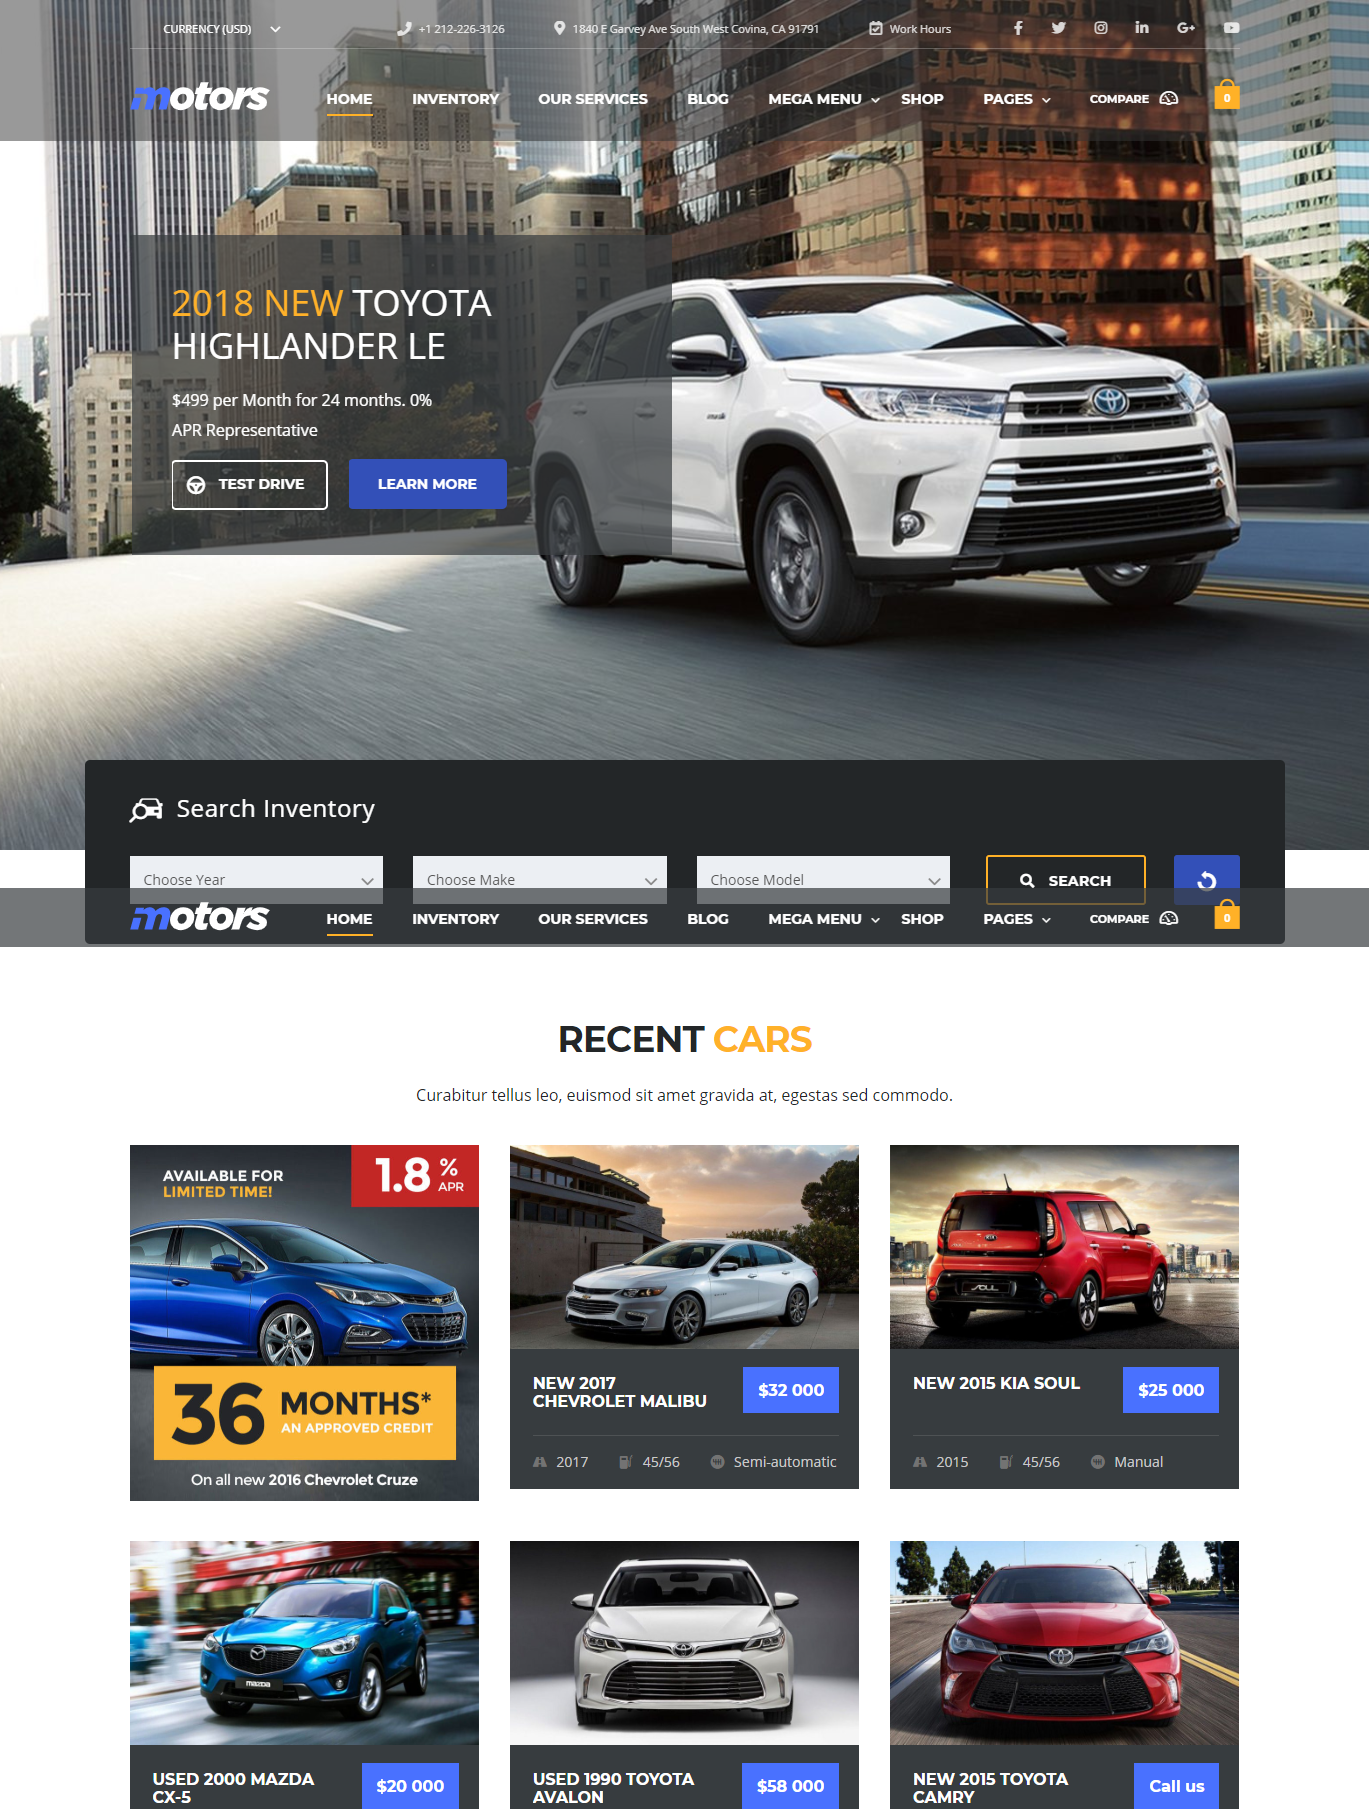 CURRENCY (USD)
+1 212-226-3126
1840 E Garvey Ave South West Covina, CA 91791
Work Hours
motors
HOME
INVENTORY
OUR SERVICES
BLOG
MEGA MENU
SHOP
PAGES
COMPARE
0
2018 NEW TOYOTA
HIGHLANDER LE
$499 per Month for 24 months. 0%
APR Representative
TEST DRIVE
LEARN MORE
Search Inventory
Choose Year
Choose Make
Choose Model
SEARCH
motors
HOME
INVENTORY
OUR SERVICES
BLOG
MEGA MENU
SHOP
PAGES
COMPARE
0
RECENT CARS
Curabitur tellus leo, euismod sit amet gravida at, egestas sed commodo.
AVAILABLE FOR
LIMITED TIME!
1.8 %
APR
36 MONTHS*
AN APPROVED CREDIT
On all new 2016 Chevrolet Cruze
NEW 2017
CHEVROLET MALIBU
$32 000
2017
45/56
Semi-automatic
KIA
SOUL
NEW 2015 KIA SOUL
$25 000
2015
45/56
Manual
mazda
USED 2000 MAZDA
CX-5
$20 000
USED 1990 TOYOTA
AVALON
$58 000
NEW 2015 TOYOTA
CAMRY
Call us